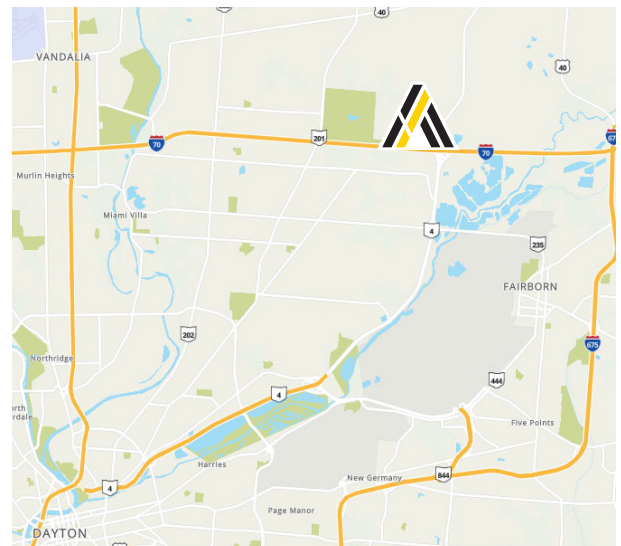 40
VANDALIA
40
201
70
70
675
Murlin Heights
Miami Villa
4
235
FAIRBORN
202
675
Northridge
444
4
Five Points
Harries
New Germany
844
4
Page Manor
DAYTON